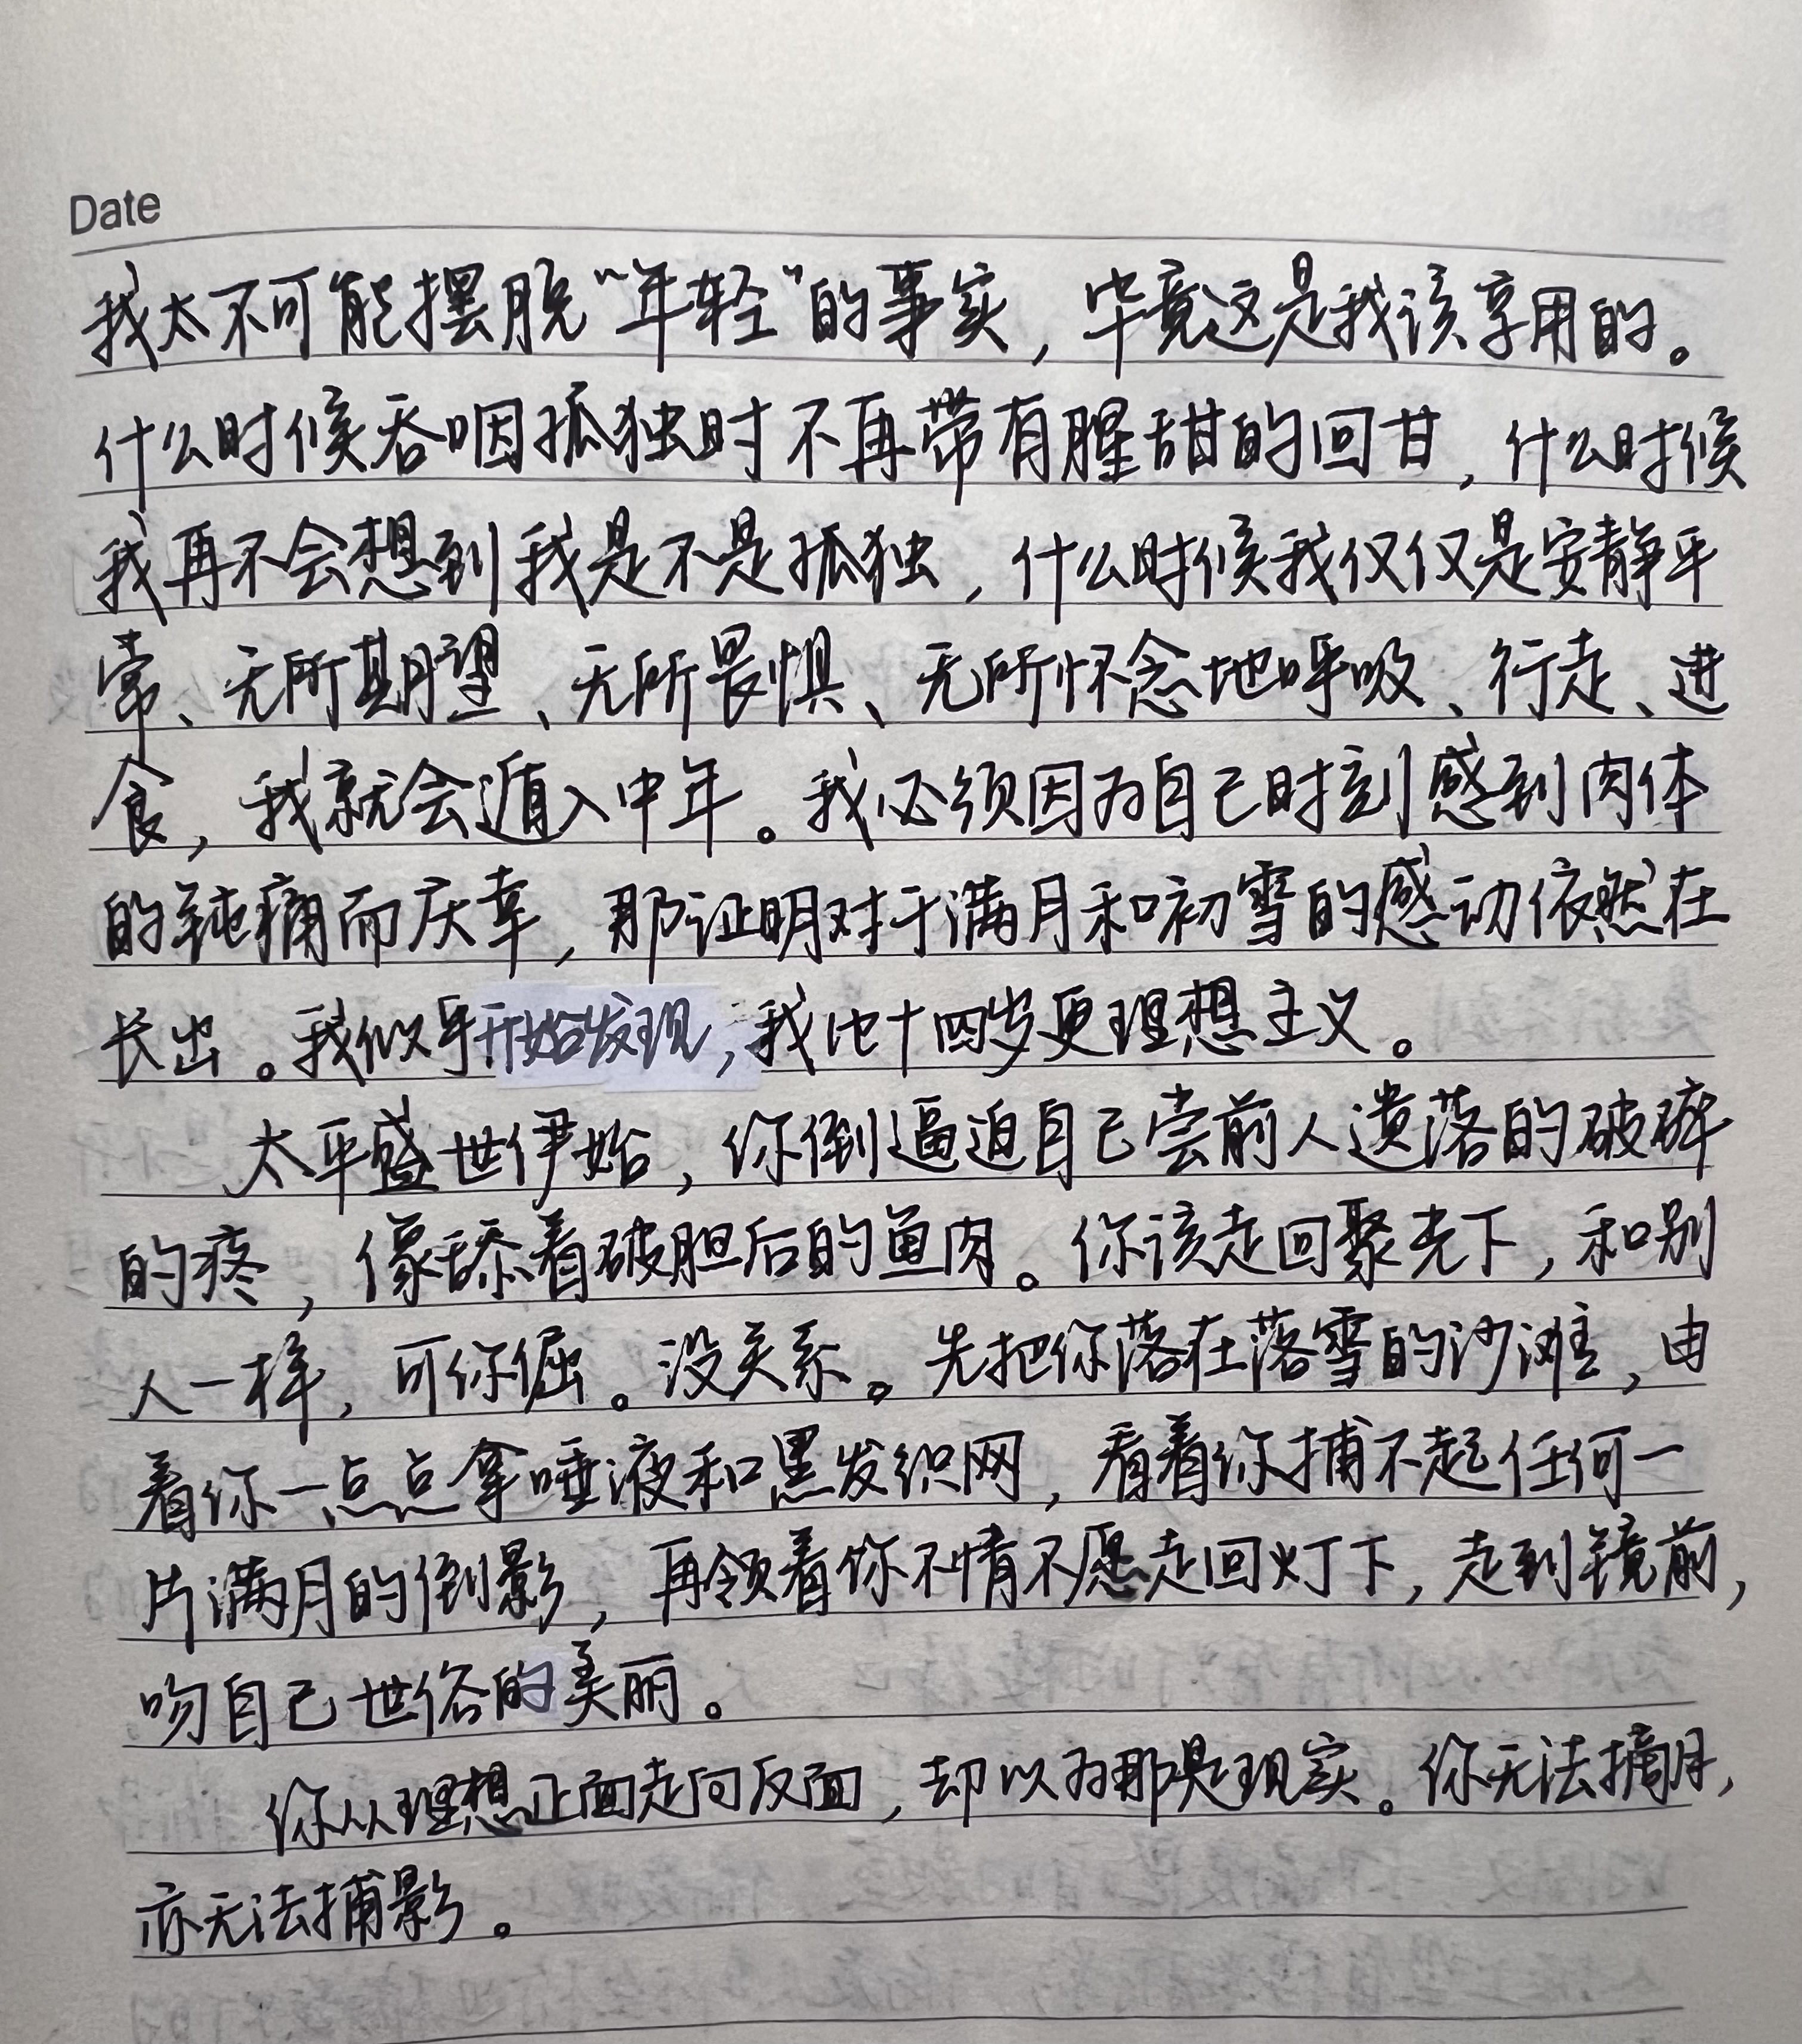 Date
我太不可能摆脱“年轻”的事实，毕竟这是我该享用的。
什么时候吞咽孤独时不再带有腥甜的回甘，什么时候
我再不会想到我是不是孤独，什么时候我仅仅是安静平
常、无所期望、无所畏惧、无所怀念地呼吸、行走、进
食，我就会遁入中年。我必须因为自己时刻感到肉体
的钝痛而庆幸，那证明对于满月和初雪的感动依然在
长出。我似乎开始发现，我比十四岁更理想主义。
太平盛世伊始，你倒逼迫自己尝前人遗落的破碎
的疼，像舔着破胆后的鱼肉。你该走回聚光下，和别
人一样，可你倔。没关系。先把你落在落雪的沙滩，由
着你一点点拿唾液和黑发织网，看着你捕不起任何一
片满月的倒影，再领着你不情不愿走回灯下，走到镜前，
吻自己世俗的美丽。
你从理想正面走向反面，却以为那是现实。你无法摘月，
亦无法捕影。